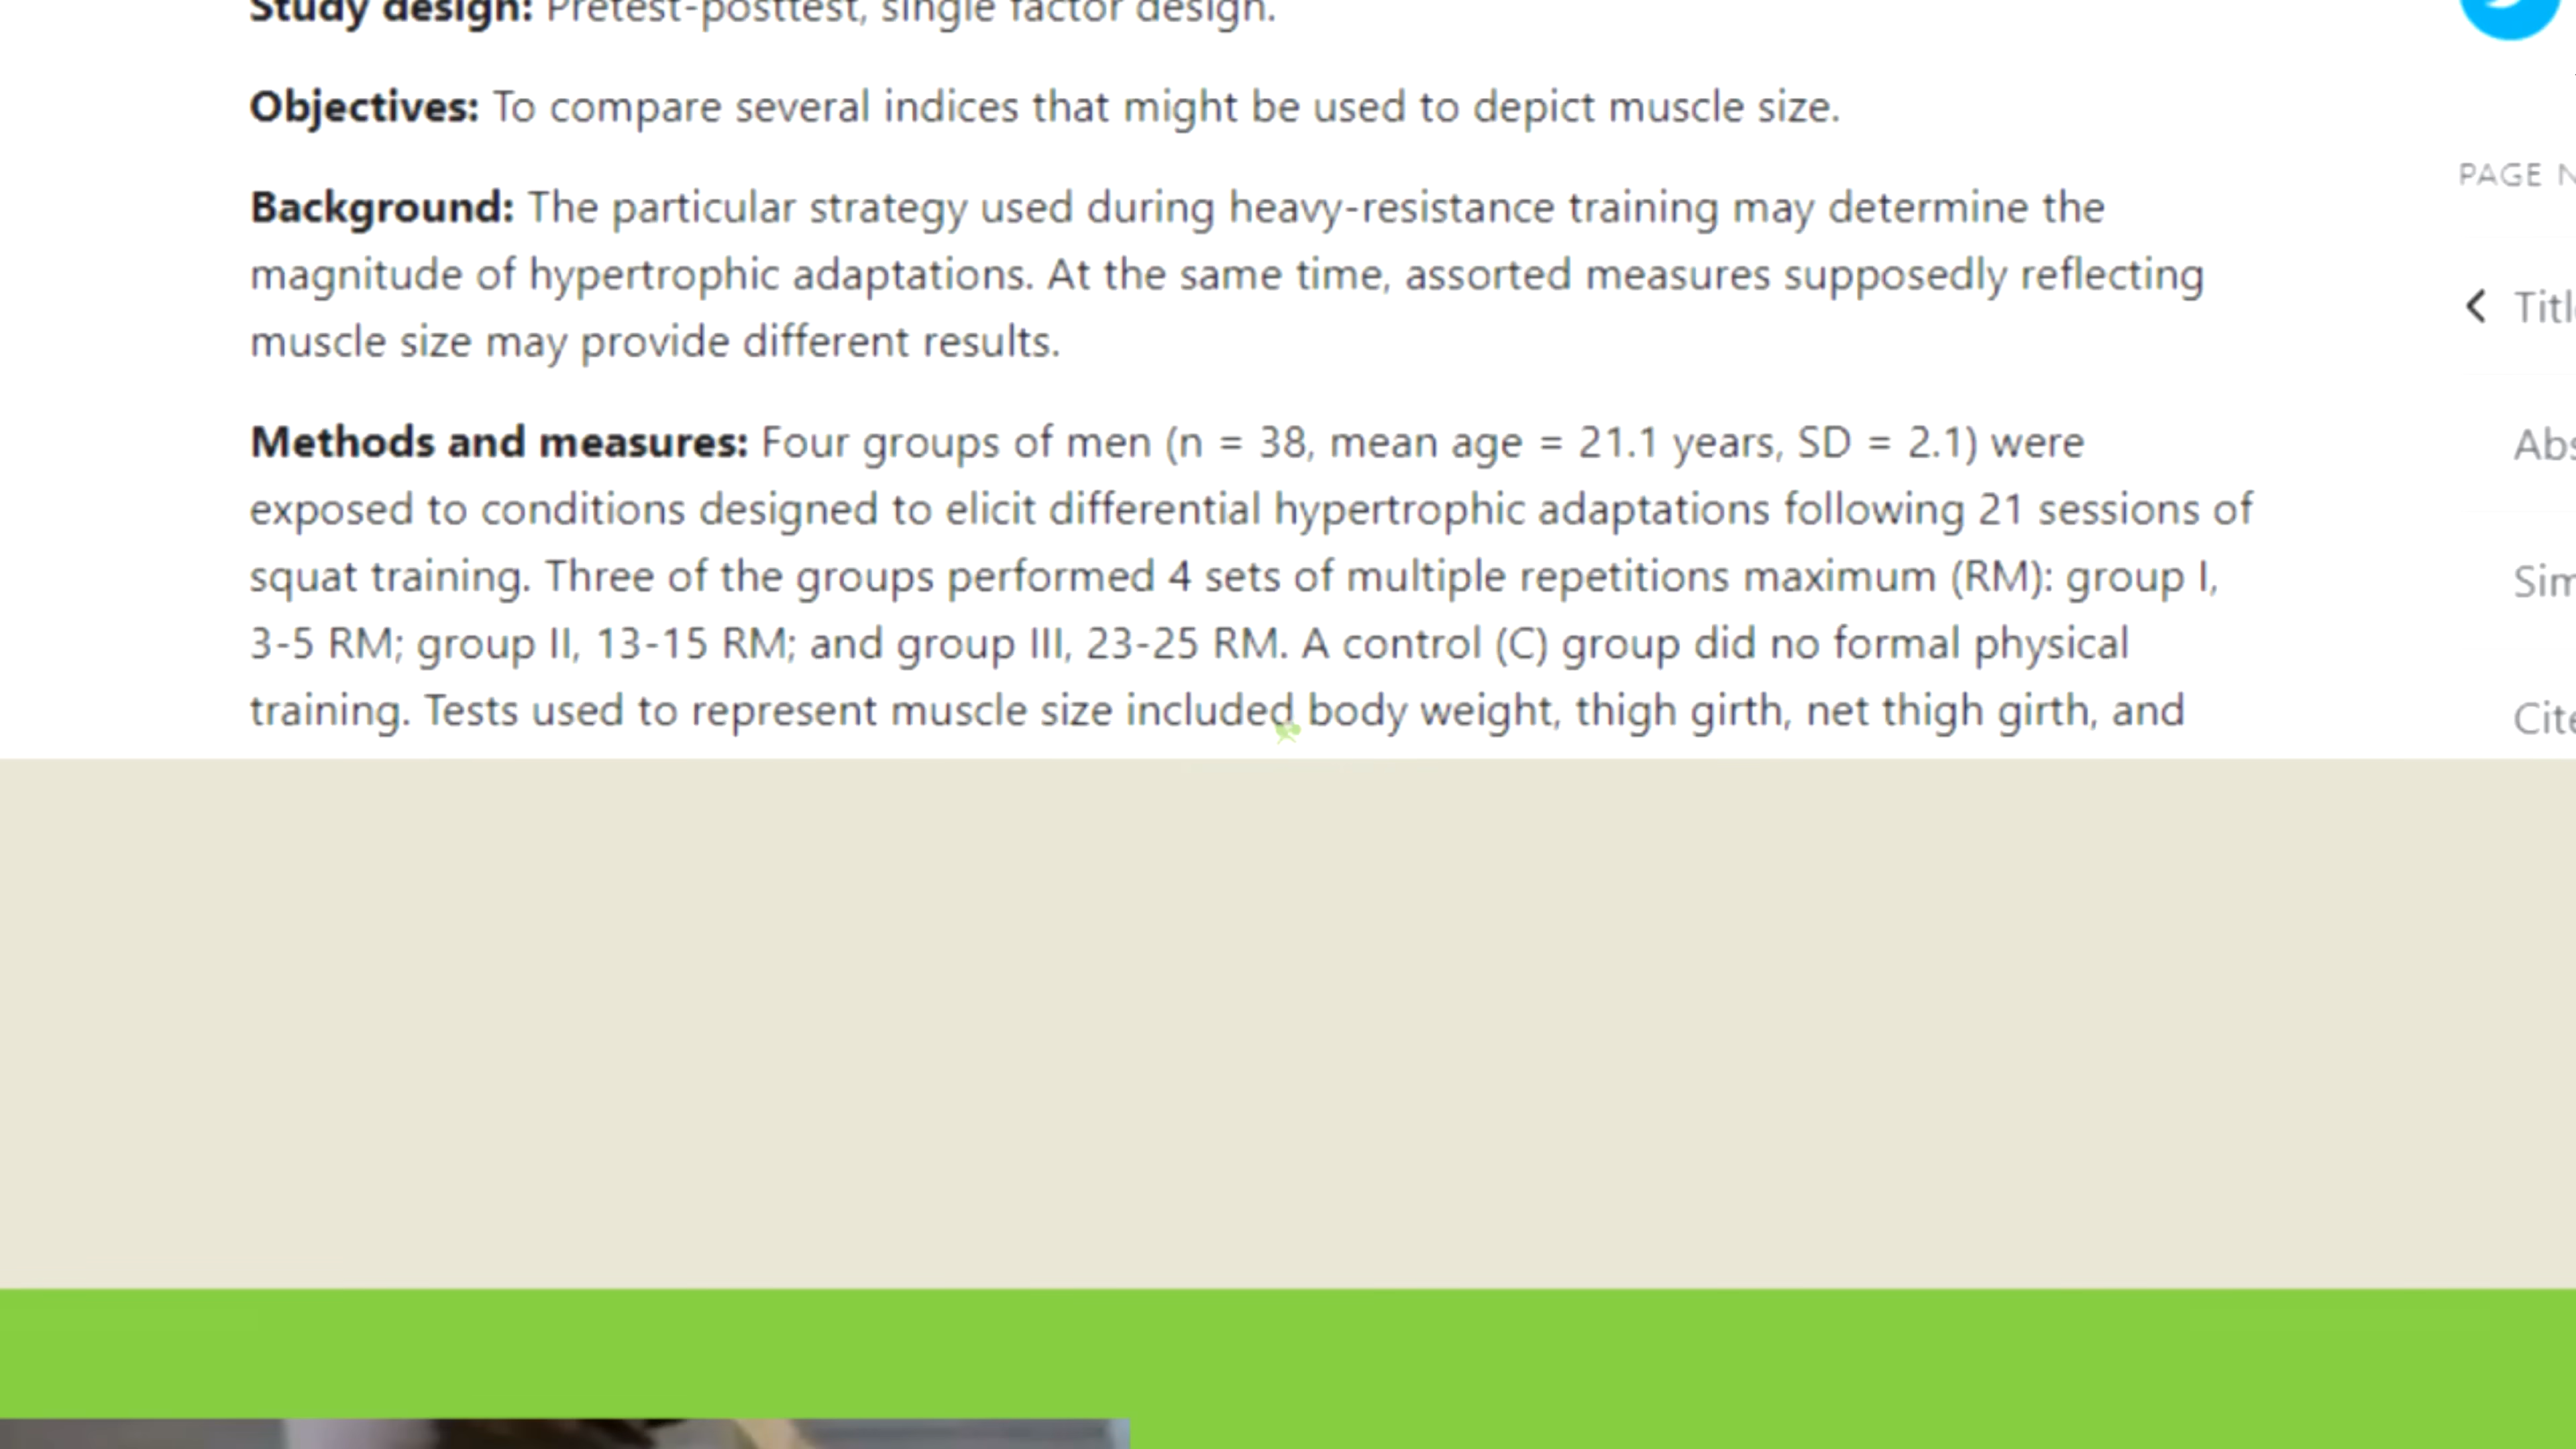 Study design: Pretest-posttest, single factor design.
Objectives: To compare several indices that might be used to depict muscle size.
PAGE
Background: The particular strategy used during heavy-resistance training may determine the
magnitude of hypertrophic adaptations. At the same time, assorted measures supposedly reflecting
muscle size may provide different results.
Methods and measures: Four groups of men (n = 38, mean age = 21.1 years, SD = 2.1) were
exposed to conditions designed to elicit differential hypertrophic adaptations following 21 sessions of
squat training. Three of the groups performed 4 sets of multiple repetitions maximum (RM): group I,
3-5 RM; group II, 13-15 RM; and group III, 23-25 RM. A control (C) group did no formal physical
training. Tests used to represent muscle size included body weight, thigh girth, net thigh girth, and